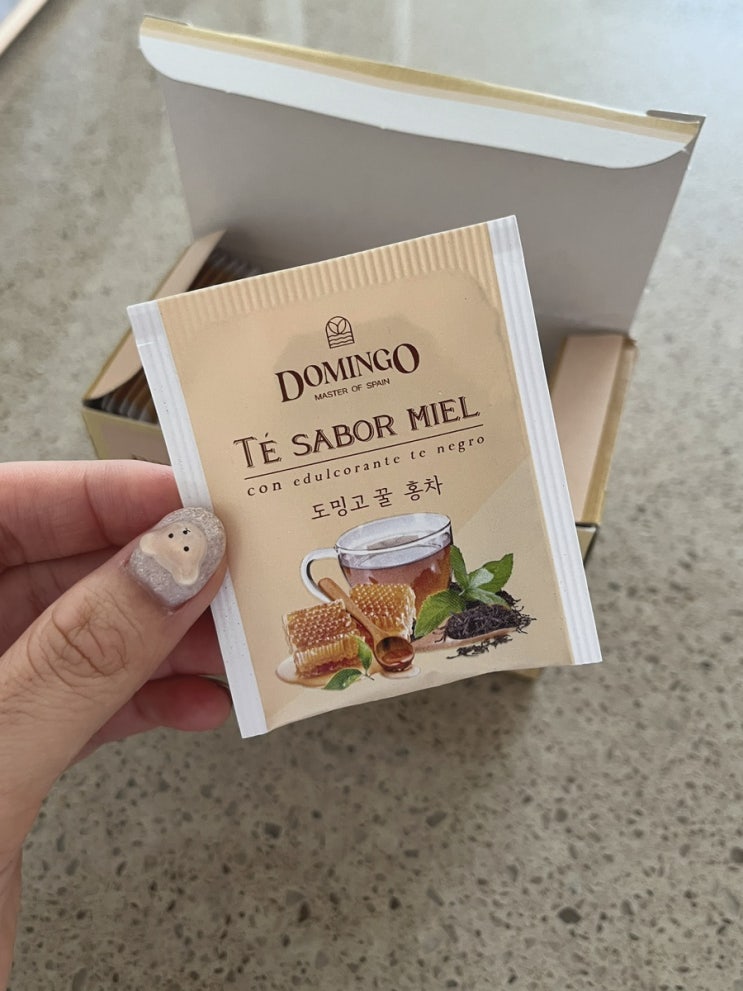 DOMINGO
MASTER OF SPAIN
TÉ SABOR MIEL
con edulcorante te negro
도밍고 꿀 홍차